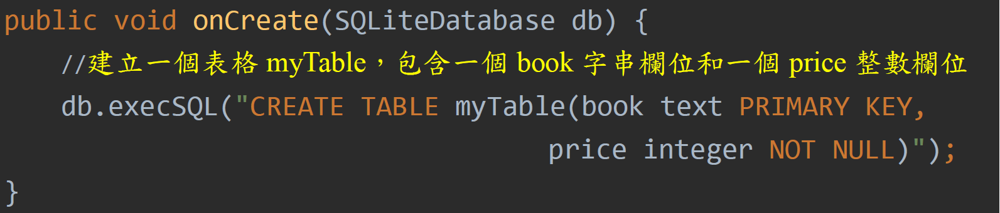 public void onCreate(SQLiteDatabase db) {
//建立一個表格 myTable，包含一個 book 字串欄位和一個 price 整數欄位
db.execSQL("CREATE TABLE myTable(book text PRIMARY KEY,
price integer NOT NULL)");
}